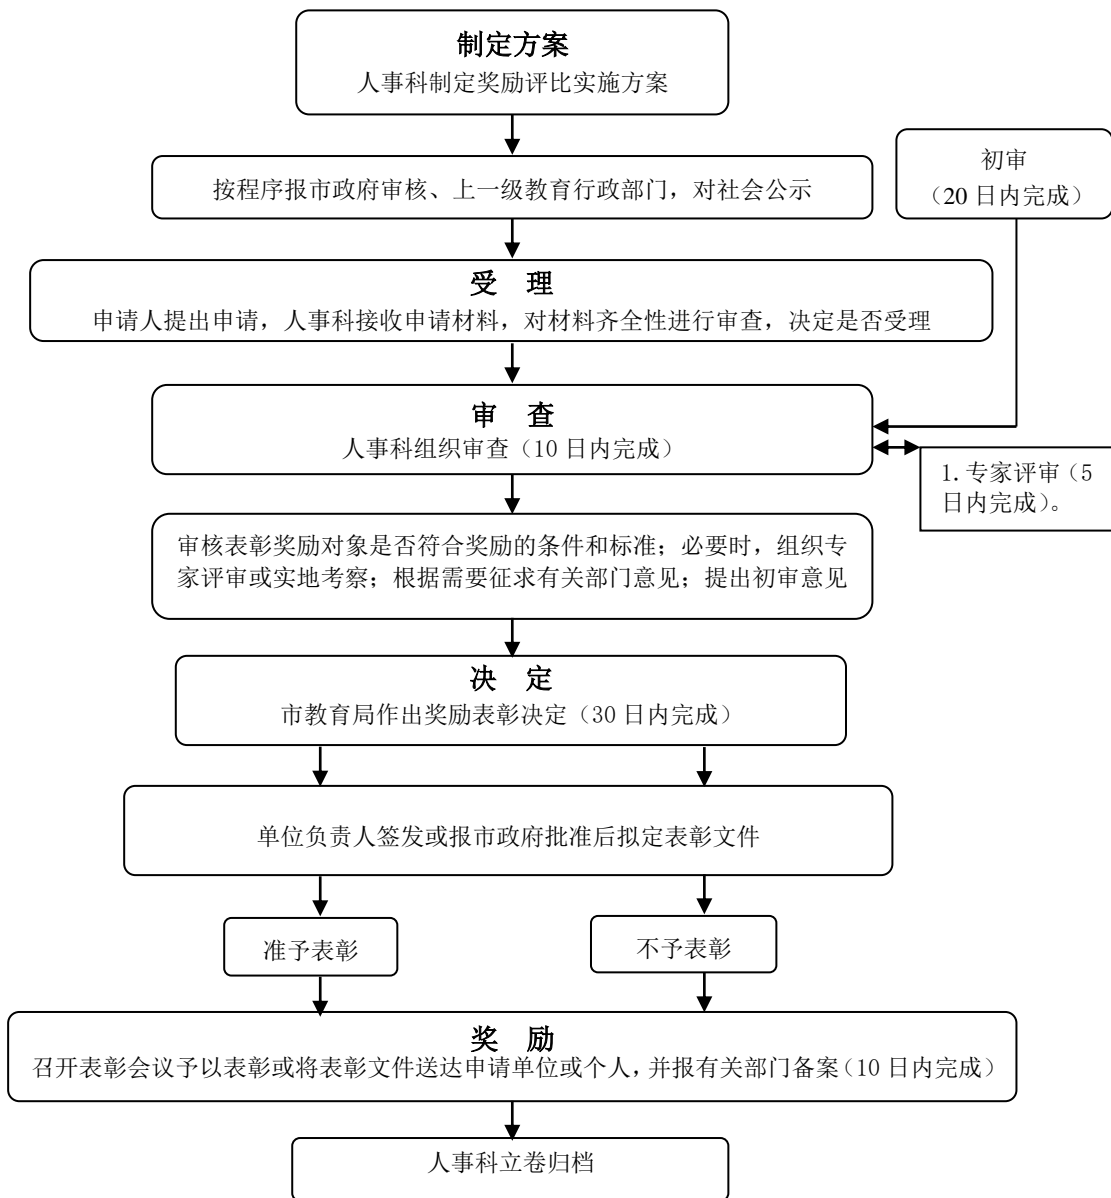 制定方案
人事科制定奖励评比实施方案
初审
（20 日内完成）
按程序报市政府审核、上一级教育行政部门，对社会公示
受 理
申请人提出申请，人事科接收申请材料，对材料齐全性进行审查，决定是否受理
审 查
人事科组织审查（10 日内完成）
1. 专家评审（5
日内完成）。
审核表彰奖励对象是否符合奖励的条件和标准；必要时，组织专
家评审或实地考察；根据需要征求有关部门意见；提出初审意见
决 定
市教育局作出奖励表彰决定（30 日内完成）
单位负责人签发或报市政府批准后拟定表彰文件
准予表彰
不予表彰
奖 励
召开表彰会议予以表彰或将表彰文件送达申请单位或个人，并报有关部门备案（10 日内完成）
人事科立卷归档